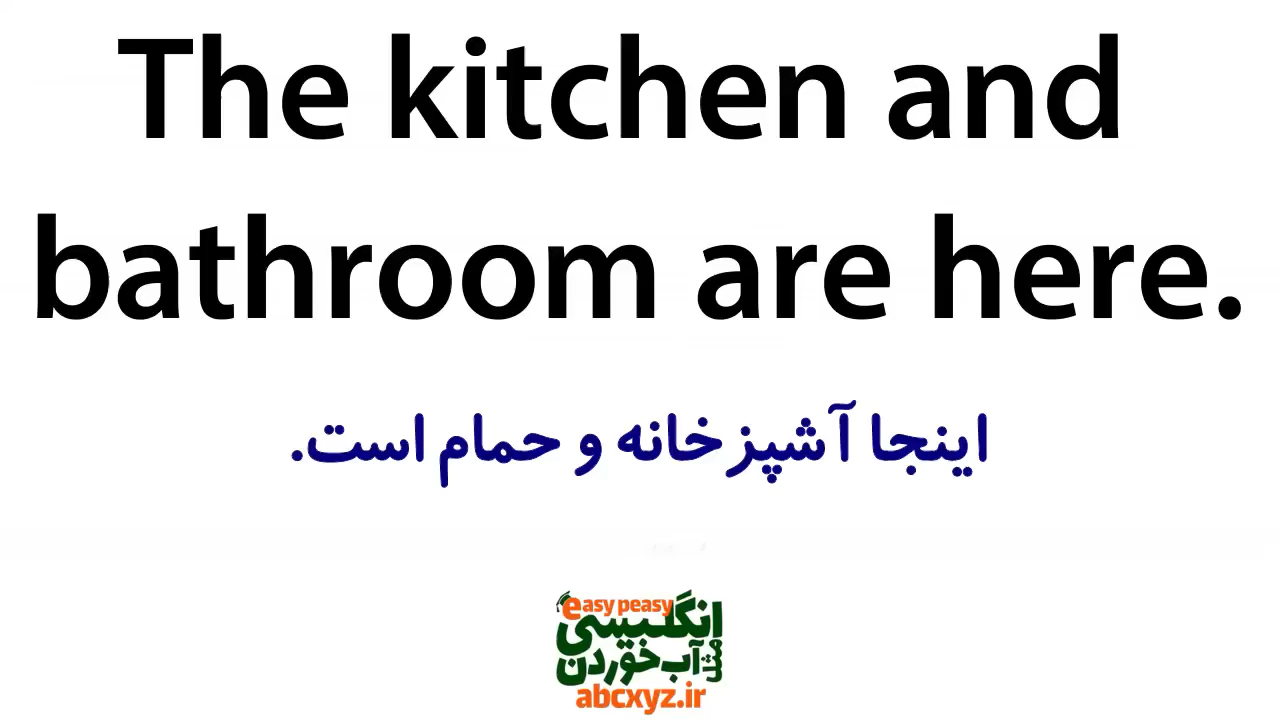 The kitchen and
bathroom are here.
اینجا آشپزخانه و حمام است.
easy peasy
انگلیسی
مثل آب خوردن
abcxyz.ir